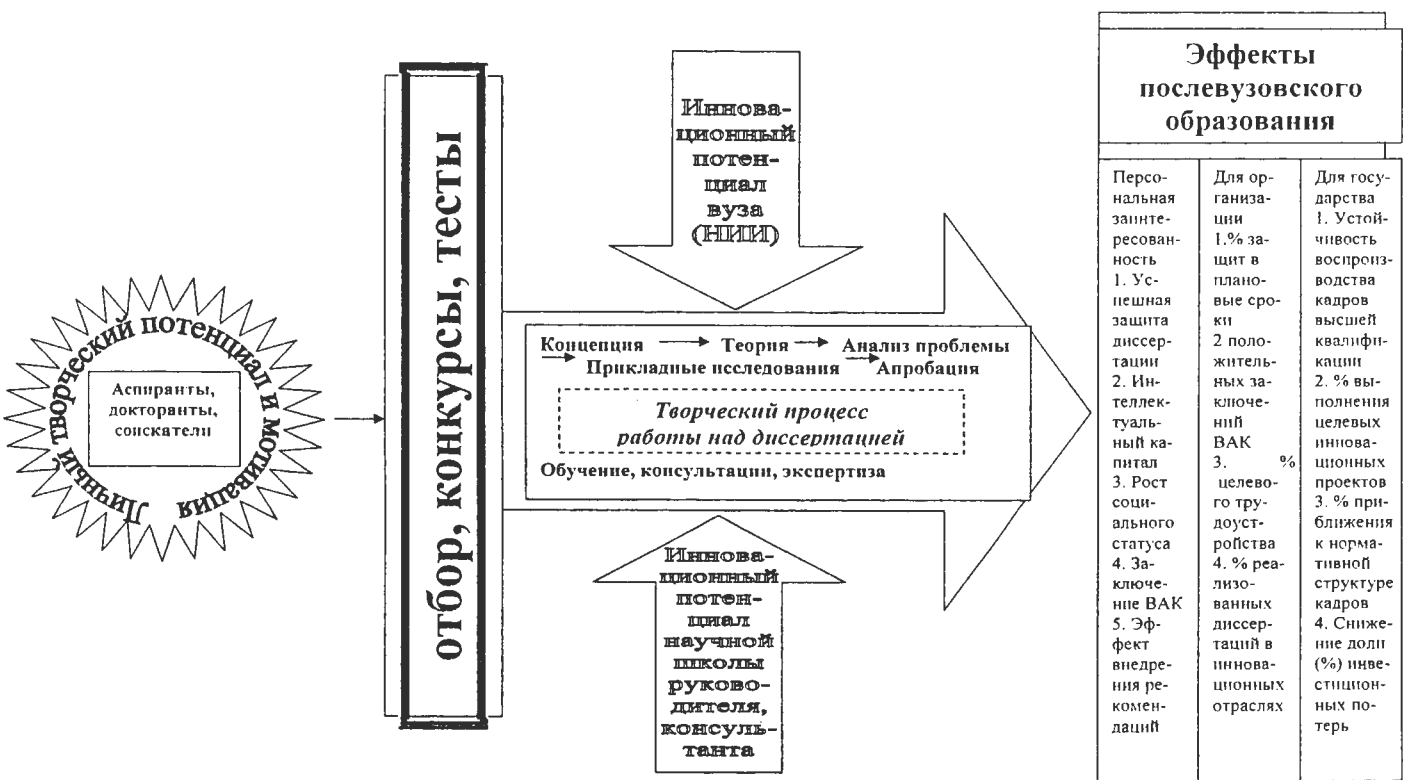 Личный творческий потенциал и мотивация
Аспиранты,
докторанты,
соискатели
отбор, конкурсы, тесты
Иннова-
ционный
потен-
циал
вуза
(НИИ)
Концепция Теория Анализ проблемы
Прикладные исследования Апробация
Творческий процесс
работы над диссертацией
Обучение, консультации, экспертиза
Иннова-
ционный
потен-
циал
научной
школы
руково-
дителя,
консуль-
танта
Эффекты
послевузовского
образования
Персо-
нальная
заинте-
ресован-
ность
1. Ус-
пешная
защита
диссер-
тации
2. Ин-
теллек-
туаль-
ный ка-
питал
3. Рост
соци-
ального
статуса
4. За-
ключе-
ние ВАК
5. Эф-
фект
внедре-
ния ре-
комен-
даций
Для ор-
ганиза-
ции
1.% за-
щит в
плано-
вые сро-
ки
2 поло-
житель-
ных за-
ключе-
ний
ВАК
3. %
целево-
го тру-
доуст-
ройства
4. % реа-
лизо-
ванных
диссер-
таций в
иннова-
ционных
отраслях
Для госу-
дарства
1. Устой-
чивость
воспроиз-
водства
кадров
высшей
квалифи-
кации
2. % вы-
полнения
целевых
иннова-
ционных
проектов
3. % при-
ближения
к норма-
тивной
структуре
кадров
4. Сниже-
ние доли
(%) инве-
стицион-
ных по-
терь